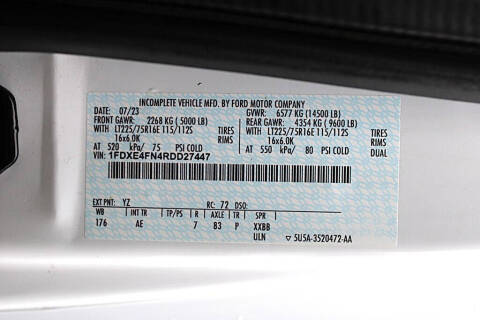 INCOMPLETE VEHICLE MFD. BY FORD MOTOR COMPANY
DATE: 07/23 GVWR: 6577 KG (14500 LB)
FRONT GAWR: 2268 KG (5000 LB) REAR GAWR: 4354 KG (9600 LB)
WITH LT225/75R16E 115/112S TIRES WITH LT225/75R16E 115/112S TIRES
16x6.0K RIMS 16x6.0K RIMS
AT 520 kPa/ 75 PSI COLD AT 550 kPa/ 80 PSI COLD DUAL
VIN: 1FDXE4FN4RDD27447
EXT PNT: YZ RC: 72 DSO:
WB INT TR TP/PS R AXLE TR SPR
176 AE 7 B3 P XXBB
ULN ▽ 5U5A-3520472-AA